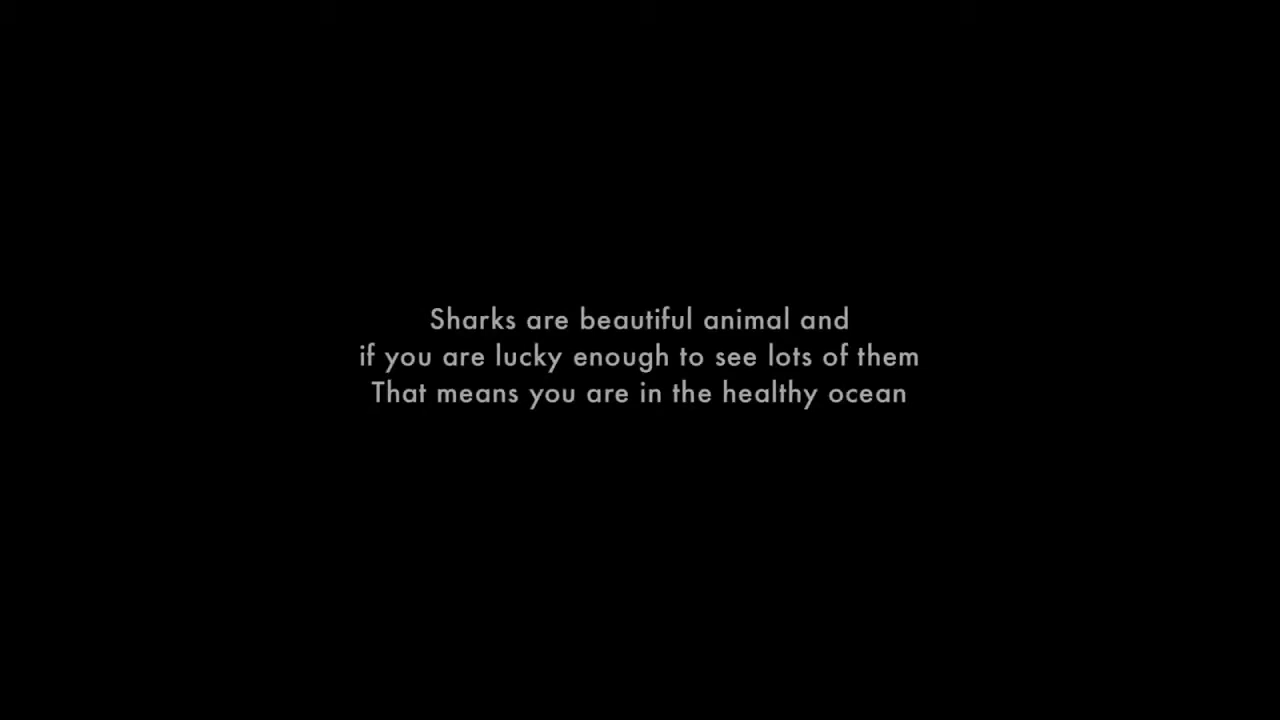 Sharks are beautiful animal and
if you are lucky enough to see lots of them
That means you are in the healthy ocean